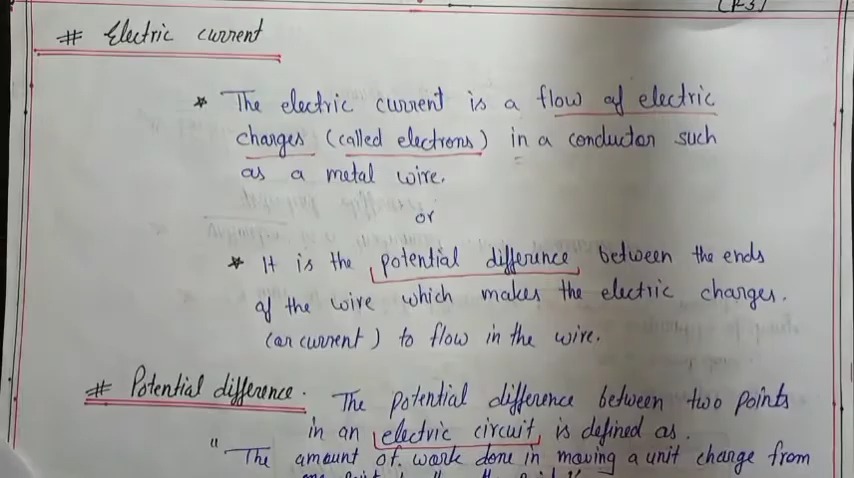 # Electric current
* The electric current is a flow of electric
charges (called electrons) in a conductor such
as a metal wire.
or
* It is the potential difference between the ends
of the wire which makes the electric charges.
(or current) to flow in the wire.
# Potential difference. The potential difference between two points
in an electric circuit is defined as.
" The amount of. work done in moving a unit charge from